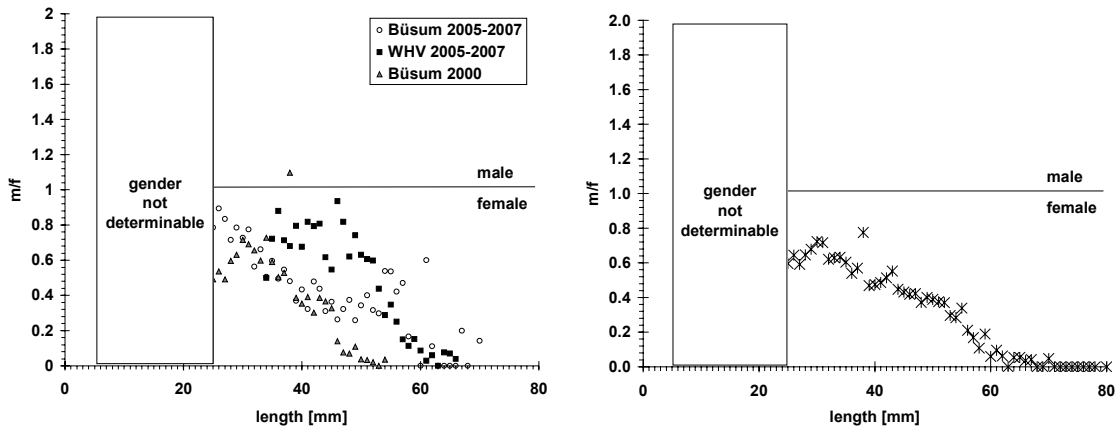 2
1.8
1.6
1.4
1.2
1
0.8
0.6
0.4
0.2
0
m/f
gender
not
determinable
Büsum 2005-2007
WHV 2005-2007
Büsum 2000
male
female
0 20 40 60 80
length [mm]
2.0
1.8
1.6
1.4
1.2
1.0
0.8
0.6
0.4
0.2
0.0
m/f
gender
not
determinable
male
female
0 20 40 60 80
length [mm]